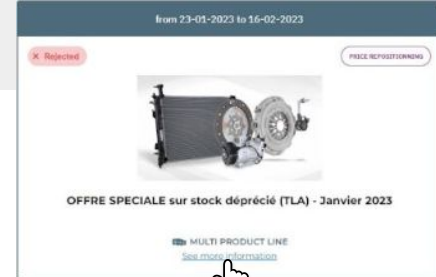 from 23-01-2023 to 16-02-2023
× Rejected
PRICE REPOSITIONNING
OFFRE SPECIALE sur stock déprécié (TLA) - Janvier 2023
MULTI PRODUCT LINE
See more information